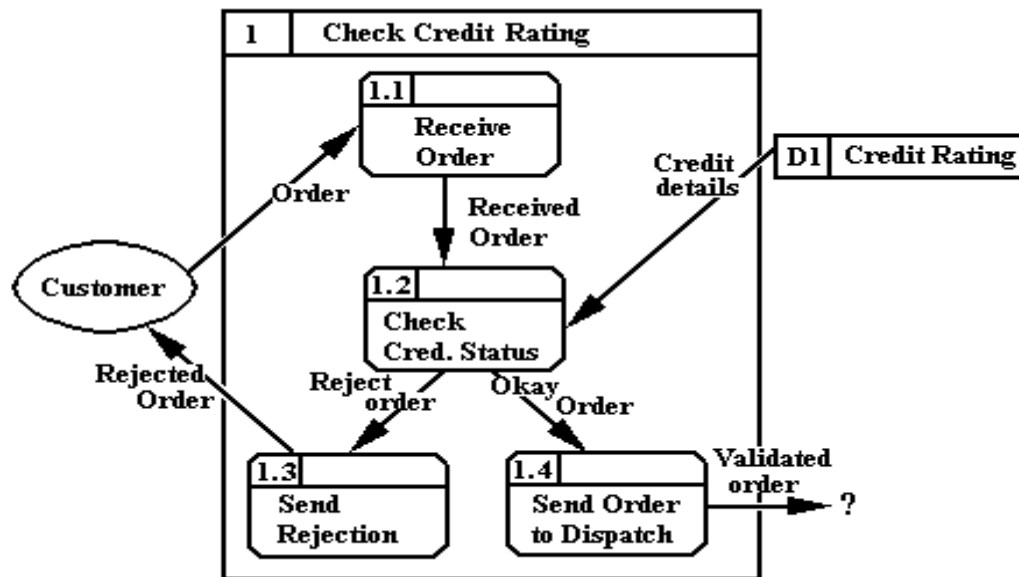 1 Check Credit Rating
1.1
Receive
Order
Order
Credit
details
D1 Credit Rating
Received
Order
Customer
1.2
Check
Cred. Status
Rejected
Order
Reject
order
Okay
Order
1.3
Send
Rejection
1.4
Send Order
to Dispatch
Validated
order
?